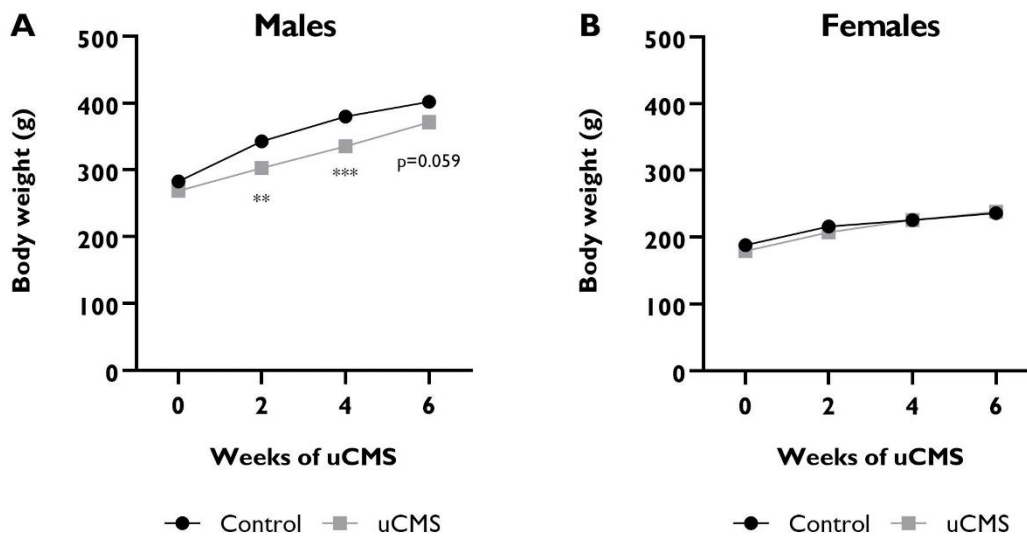 A Males
500
400
300
200
100
0
Body weight (g)
** *** p=0.059
0 2 4 6
Weeks of uCMS
Control uCMS
B Females
500
400
300
200
100
0
Body weight (g)
0 2 4 6
Weeks of uCMS
Control uCMS